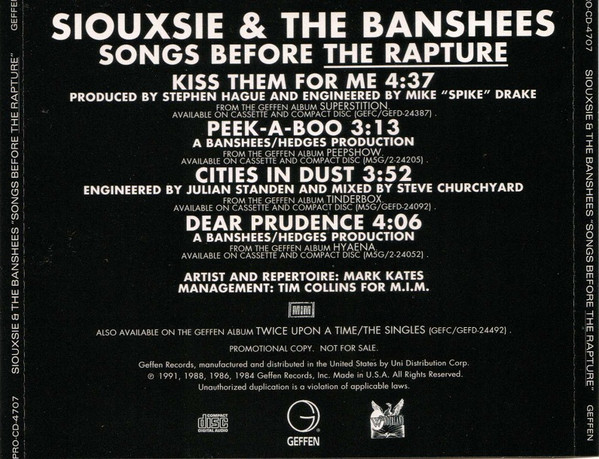 SIOUXSIE & THE BANSHEES
SONGS BEFORE THE RAPTURE
KISS THEM FOR ME 4:37
PRODUCED BY STEPHEN HAGUE AND ENGINEERED BY MIKE "SPIKE" DRAKE
FROM THE GEFFEN ALBUM SUPERSTITION.
AVAILABLE ON CASSETTE AND COMPACT DISC (GEFC/GEFD-24387) .
PEEK-A-BOO 3:13
A BANSHEES/HEDGES PRODUCTION
FROM THE GEFFEN ALBUM PEEPSHOW.
AVAILABLE ON CASSETTE AND COMPACT DISC (M5G/2-24205) .
CITIES IN DUST 3:52
ENGINEERED BY JULIAN STANDEN AND MIXED BY STEVE CHURCHYARD
FROM THE GEFFEN ALBUM TINDERBOX.
AVAILABLE ON CASSETTE AND COMPACT DISC (M5G/GEFD-24092) .
DEAR PRUDENCE 4:06
A BANSHEES/HEDGES PRODUCTION
FROM THE GEFFEN ALBUM HYAENA.
AVAILABLE ON CASSETTE AND COMPACT DISC (M5G/2-24052) .
ARTIST AND REPERTOIRE: MARK KATES
MANAGEMENT: TIM COLLINS FOR M.I.M.
MIM
ALSO AVAILABLE ON THE GEFFEN ALBUM TWICE UPON A TIME/THE SINGLES (GEFC/GEFD-24492) .
PROMOTIONAL COPY. NOT FOR SALE.
Geffen Records, manufactured and distributed in the United States by Uni Distribution Corp.
℗ 1991, 1988, 1986, 1984 Geffen Records, Inc. Made in U.S.A. All Rights Reserved.
Unauthorized duplication is a violation of applicable laws.
COMPACT
disc
DIGITAL AUDIO
G
GEFFEN
WONDERLAND
PRO-CD-4707 SIOUXSIE & THE BANSHEES "SONGS BEFORE THE RAPTURE" GEFFEN
PRO-CD-4707 SIOUXSIE & THE BANSHEES "SONGS BEFORE THE RAPTURE" GEFFEN